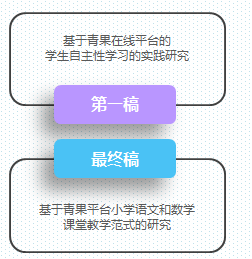 基于青果在线平台的
学生自主性学习的实践研究
第一稿
最终稿
基于青果平台小学语文和数学
课堂教学范式的研究